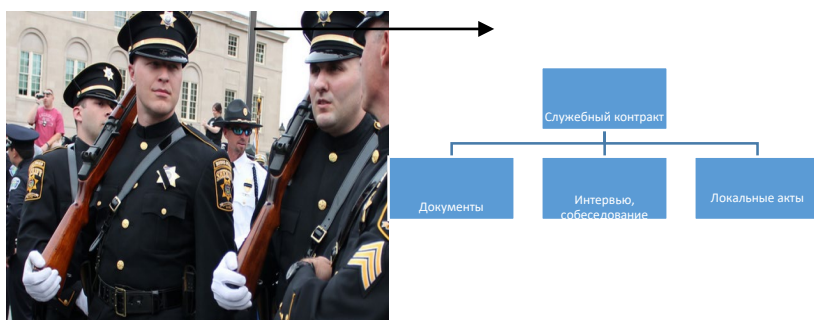 Служебный контракт
Документы
Интервью,
собеседование
Локальные акты